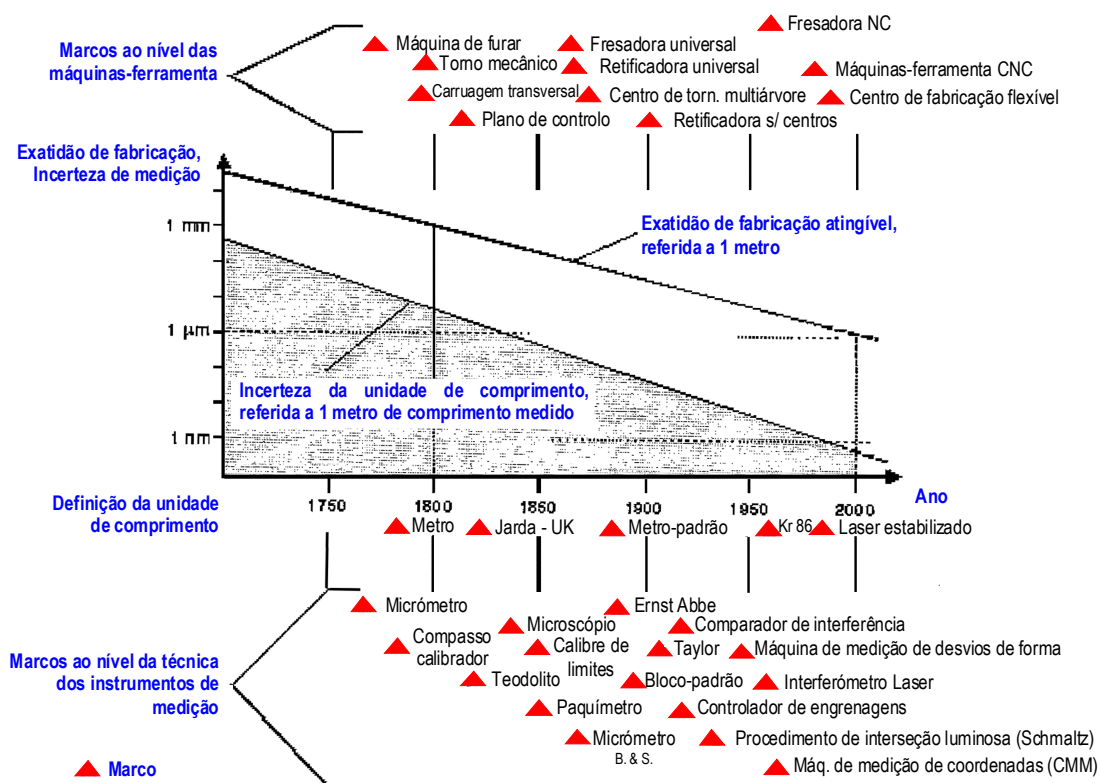 Fresadora NC
Marcos ao nível das
máquinas-ferramenta
Máquina de furar
Fresadora universal
Torno mecânico
Retificadora universal
Máquinas-ferramenta CNC
Carruagem transversal
Centro de torn. multiárvore
Centro de fabricação flexível
Plano de controlo
Retificadora s/ centros
Exatidão de fabricação,
Incerteza de medição
1 mm
Exatidão de fabricação atingível,
referida a 1 metro
1 µm
Incerteza da unidade de comprimento,
referida a 1 metro de comprimento medido
1 nm
Definição da unidade
de comprimento
1750 1800 1850 1900 1950 2000
Ano
Metro
Jarda - UK
Metro-padrão
Kr 86
Laser estabilizado
Micrómetro
Ernst Abbe
Compasso
calibrador
Microscópio
Comparador de interferência
Calibre de
limites
Taylor
Máquina de medição de desvios de forma
Marcos ao nível da técnica
dos instrumentos de
medição
Teodolito
Bloco-padrão
Interferómetro Laser
Paquímetro
Controlador de engrenagens
Micrómetro
B. & S.
Procedimento de interseção luminosa (Schmaltz)
Marco
Máq. de medição de coordenadas (CMM)